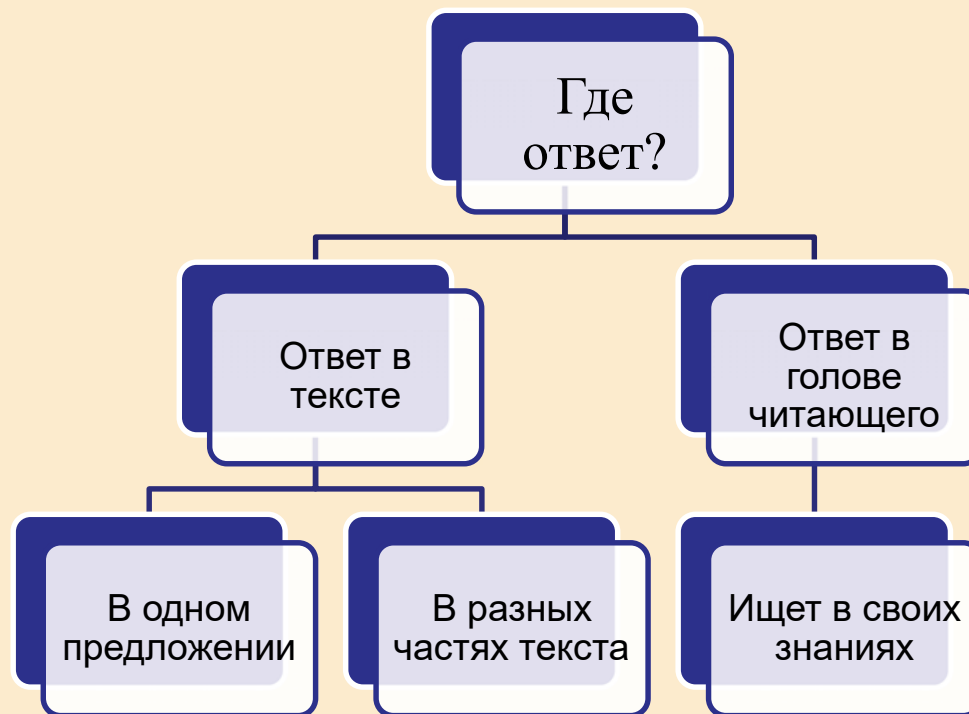 Где
ответ?
Ответ в
тексте
Ответ в
голове
читающего
В одном
предложении
В разных
частях текста
Ищет в своих
знаниях